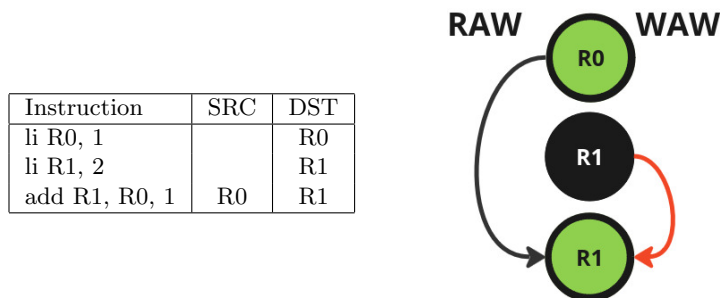 Instruction SRC DST
li R0, 1 R0
li R1, 2 R1
add R1, R0, 1 R0 R1
RAW WAW
R0
R1
R1